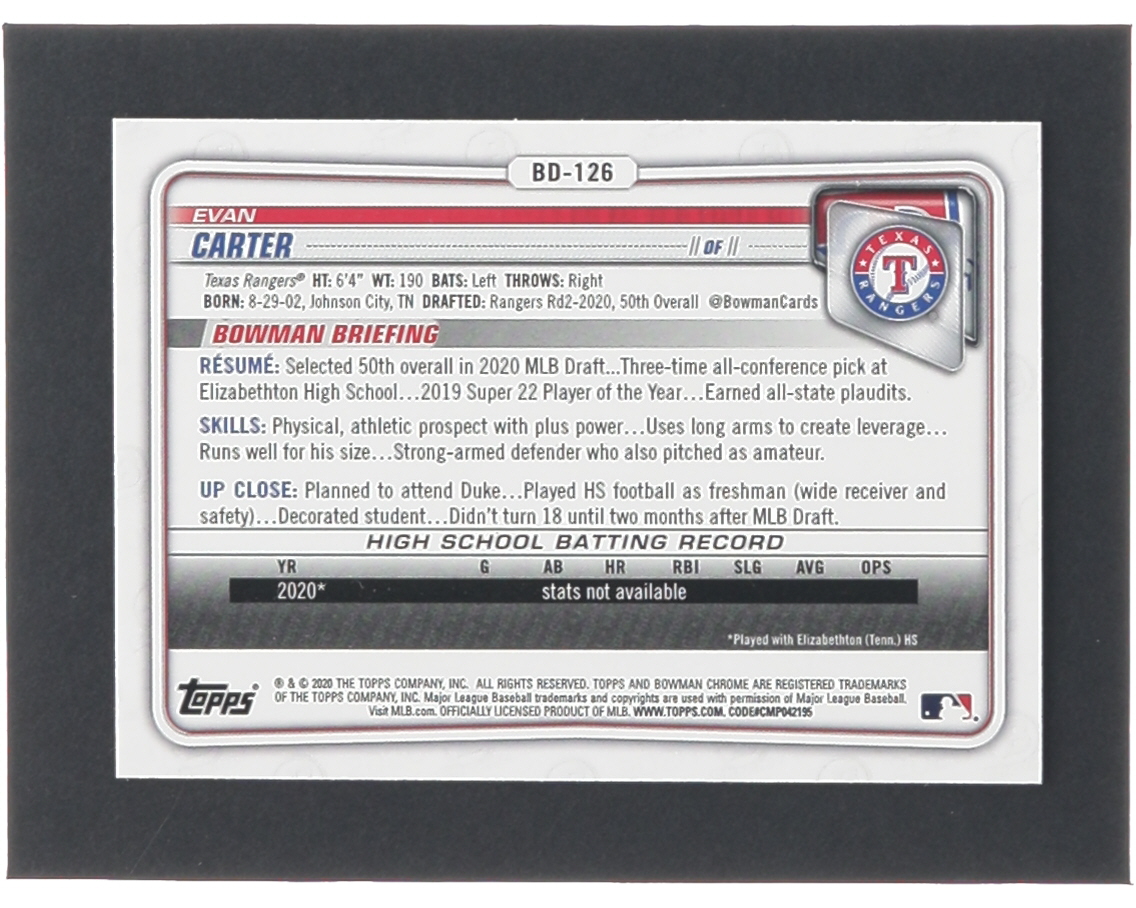 BD-126
EVAN
CARTER // OF //
TEXAS RANGERS
T
Texas Rangers® HT: 6'4" WT: 190 BATS: Left THROWS: Right
BORN: 8-29-02, Johnson City, TN DRAFTED: Rangers Rd2-2020, 50th Overall @BowmanCards
BOWMAN BRIEFING
RÉSUMÉ: Selected 50th overall in 2020 MLB Draft...Three-time all-conference pick at
Elizabethton High School...2019 Super 22 Player of the Year...Earned all-state plaudits.
SKILLS: Physical, athletic prospect with plus power...Uses long arms to create leverage...
Runs well for his size...Strong-armed defender who also pitched as amateur.
UP CLOSE: Planned to attend Duke...Played HS football as freshman (wide receiver and
safety)...Decorated student...Didn't turn 18 until two months after MLB Draft.
HIGH SCHOOL BATTING RECORD
YR G AB HR RBI SLG AVG OPS
2020* stats not available
*Played with Elizabethton (Tenn.) HS
topps®
® & © 2020 THE TOPPS COMPANY, INC. ALL RIGHTS RESERVED. TOPPS AND BOWMAN CHROME ARE REGISTERED TRADEMARKS
OF THE TOPPS COMPANY, INC. Major League Baseball trademarks and copyrights are used with permission of Major League Baseball.
Visit MLB.com. OFFICIALLY LICENSED PRODUCT OF MLB. WWW.TOPPS.COM. CODE#CMP042195